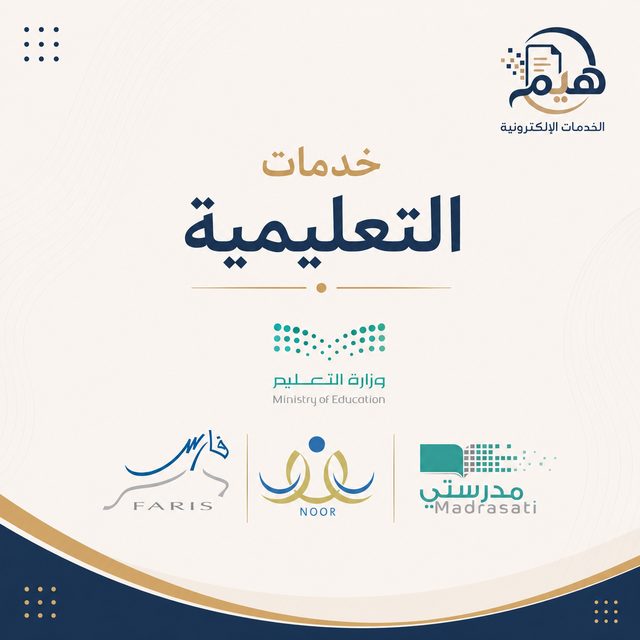 هيم
الخدمات الإلكترونية
خدمات
التعليمية
وزارة التعليم
Ministry of Education
فارس
FARIS
NOOR
مدرستي
Madrasati